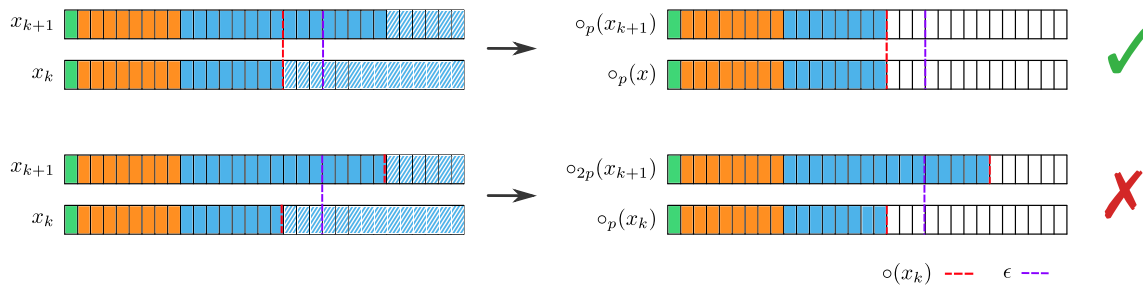 x_{k+1} ∘_p(x_{k+1})
x_k ∘_p(x)
x_{k+1} ∘_{2p}(x_{k+1})
x_k ∘_p(x_k)
∘(x_k) ϵ